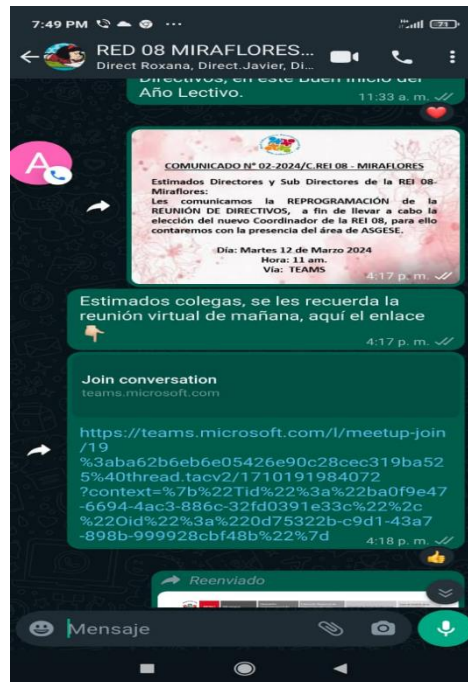 7:49 PM
71
RED 08 MIRAFLORES...
Direct Roxana, Direct.Javier, Di...
Directivos, en este Buen inicio del
Año Lectivo.
11:33 a. m.
A
COMUNICADO N° 02-2024/C.REI 08 - MIRAFLORES
Estimados Directores y Sub Directores de la REI 08-
Miraflores:
Les comunicamos la REPROGRAMACIÓN de la
REUNIÓN DE DIRECTIVOS, a fin de llevar a cabo la
elección del nuevo Coordinador de la REI 08, para ello
contaremos con la presencia del área de ASGESE.
Día: Martes 12 de Marzo 2024
Hora: 11 am.
Vía: TEAMS
4:17 p. m.
Estimados colegas, se les recuerda la
reunión virtual de mañana, aquí el enlace
👇🏻
4:17 p. m.
Join conversation
teams.microsoft.com
https://teams.microsoft.com/l/meetup-join
/19
%3aba62b6eb6e05426e90c28cec319ba52
5%40thread.tacv2/1710191984072
?context=%7b%22Tid%22%3a%22ba0f9e47
-6694-4ac3-886c-32fd0391e33c%22%2c
%22Oid%22%3a%220d75322b-c9d1-43a7
-898b-999928cbf48b%22%7d
4:18 p. m.
Reenviado
Mensaje